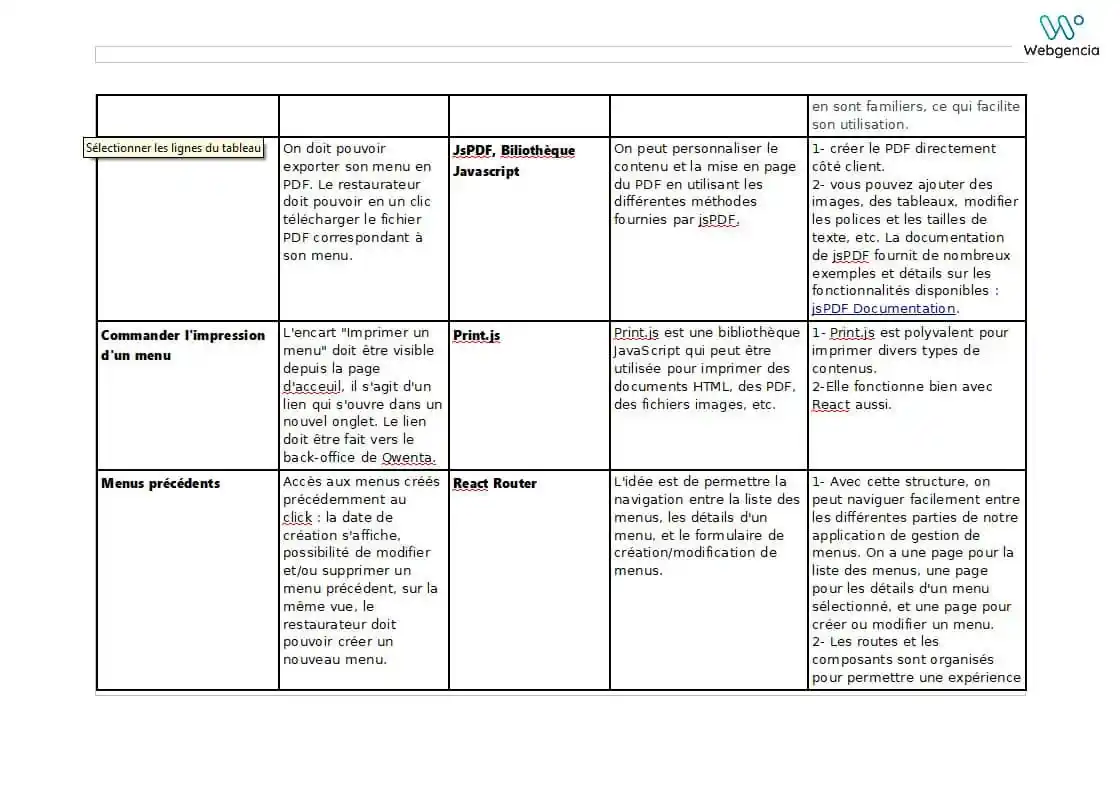 Webgencia
en sont familiers, ce qui facilite
son utilisation.
Sélectionner les lignes du tableau
On doit pouvoir
exporter son menu en
PDF. Le restaurateur
doit pouvoir en un clic
télécharger le fichier
PDF correspondant à
son menu.
JsPDF, Biliothèque
Javascript
On peut personnaliser le
contenu et la mise en page
du PDF en utilisant les
différentes méthodes
fournies par jsPDF.
1- créer le PDF directement
côté client.
2- vous pouvez ajouter des
images, des tableaux, modifier
les polices et les tailles de
texte, etc. La documentation
de jsPDF fournit de nombreux
exemples et détails sur les
fonctionnalités disponibles :
jsPDF Documentation.
Commander l'impression
d'un menu
L'encart "Imprimer un
menu" doit être visible
depuis la page
d'acceuil, il s'agit d'un
lien qui s'ouvre dans un
nouvel onglet. Le lien
doit être fait vers le
back-office de Qwenta.
Print.js
Print.js est une bibliothèque
JavaScript qui peut être
utilisée pour imprimer des
documents HTML, des PDF,
des fichiers images, etc.
1- Print.js est polyvalent pour
imprimer divers types de
contenus.
2-Elle fonctionne bien avec
React aussi.
Menus précédents
Accès aux menus créés
précédemment au
click : la date de
création s'affiche,
possibilité de modifier
et/ou supprimer un
menu précédent, sur la
même vue, le
restaurateur doit
pouvoir créer un
nouveau menu.
React Router
L'idée est de permettre la
navigation entre la liste des
menus, les détails d'un
menu, et le formulaire de
création/modification de
menus.
1- Avec cette structure, on
peut naviguer facilement entre
les différentes parties de notre
application de gestion de
menus. On a une page pour la
liste des menus, une page
pour les détails d'un menu
sélectionné, et une page pour
créer ou modifier un menu.
2- Les routes et les
composants sont organisés
pour permettre une expérience